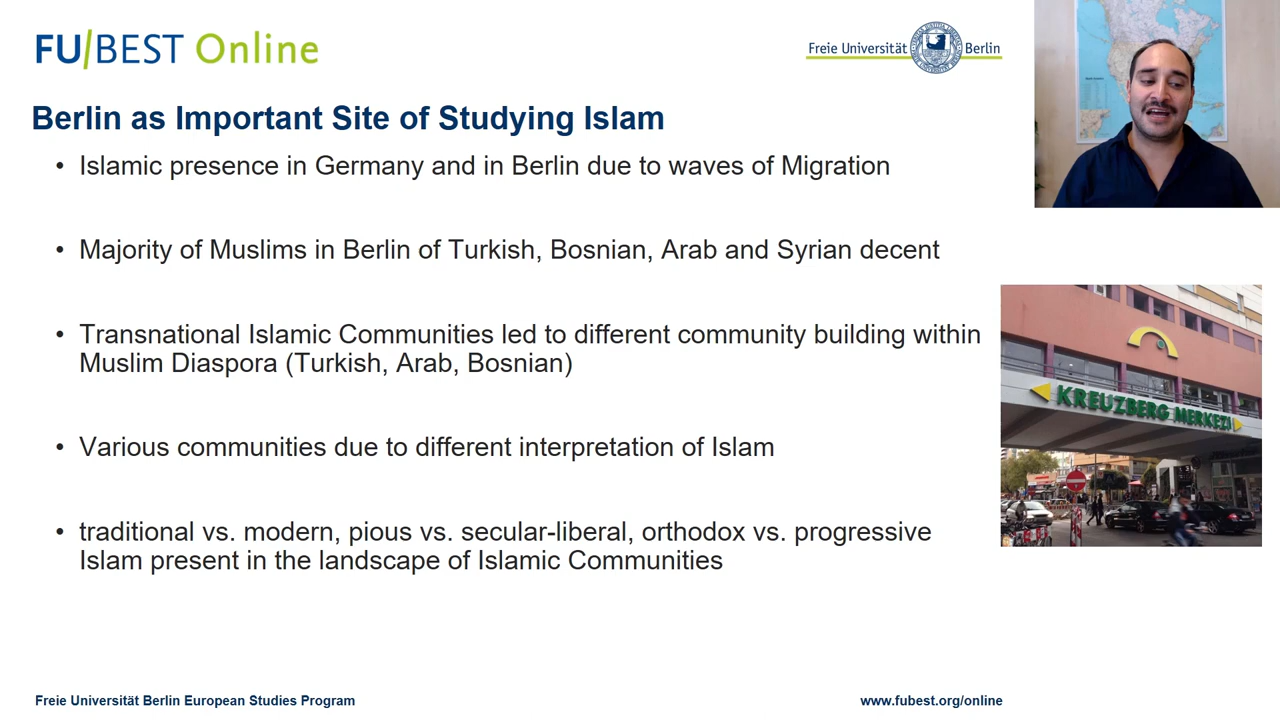 FU/BEST Online
Freie Universität Berlin
Berlin as Important Site of Studying Islam
• Islamic presence in Germany and in Berlin due to waves of Migration
• Majority of Muslims in Berlin of Turkish, Bosnian, Arab and Syrian decent
• Transnational Islamic Communities led to different community building within
Muslim Diaspora (Turkish, Arab, Bosnian)
• Various communities due to different interpretation of Islam
• traditional vs. modern, pious vs. secular-liberal, orthodox vs. progressive
Islam present in the landscape of Islamic Communities
KREUZBERG MERKEZI
Freie Universität Berlin European Studies Program
www.fubest.org/online